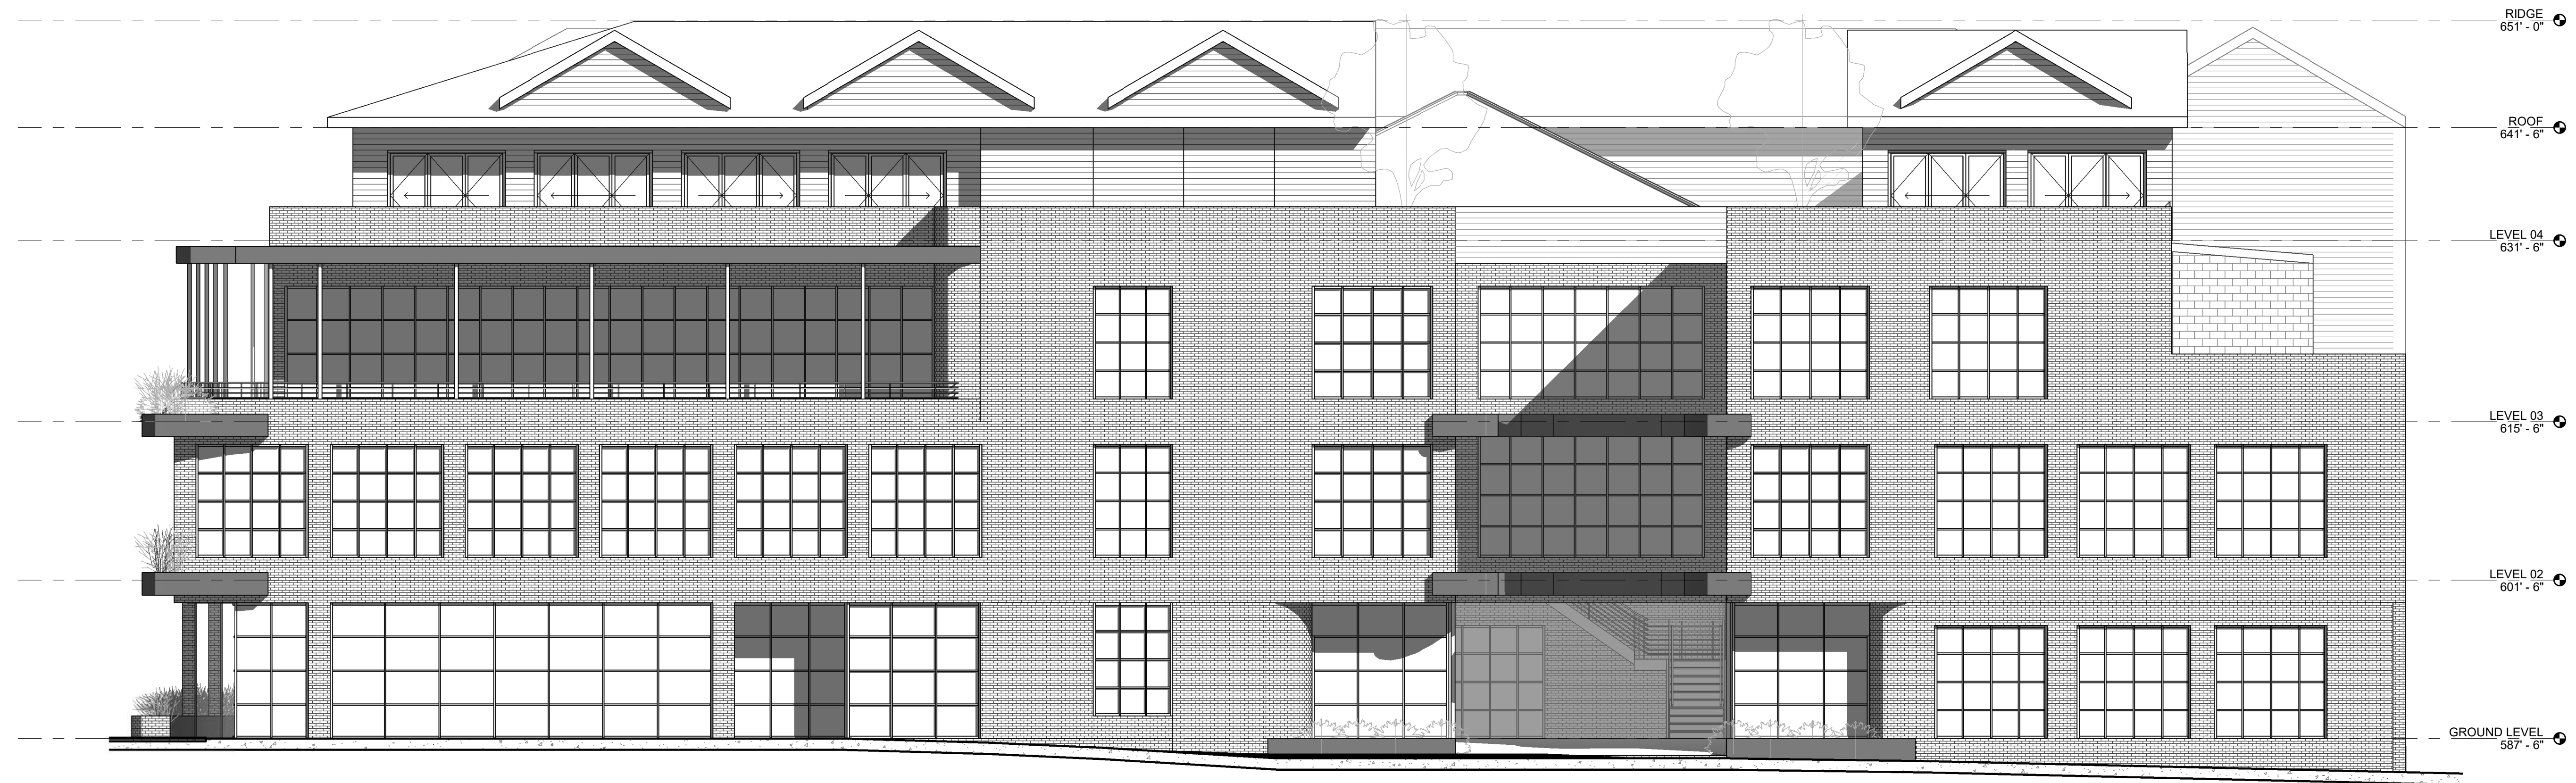 RIDGE
651' - 0"
ROOF
641' - 6"
LEVEL 04
631' - 6"
LEVEL 03
615' - 6"
LEVEL 02
601' - 6"
GROUND LEVEL
587' - 6"